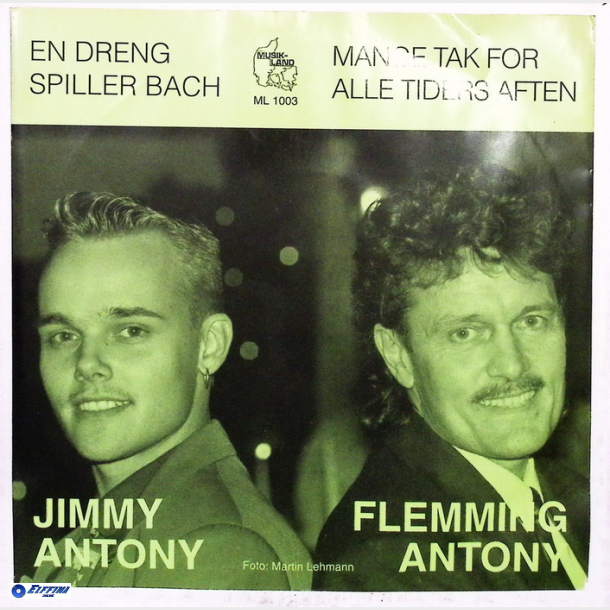 EN DRENG
SPILLER BACH
MUSIK-
LAND
ML 1003
MANGE TAK FOR
ALLE TIDERS AFTEN
JIMMY
ANTONY
FLEMMING
ANTONY
Foto: Martin Lehmann